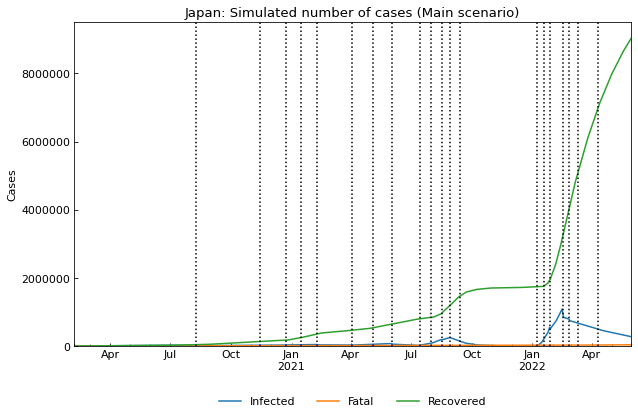 Japan: Simulated number of cases (Main scenario)
Cases
8000000
6000000
4000000
2000000
0
Apr Jul Oct Jan Apr Jul Oct Jan Apr
2021 2022
Infected Fatal Recovered